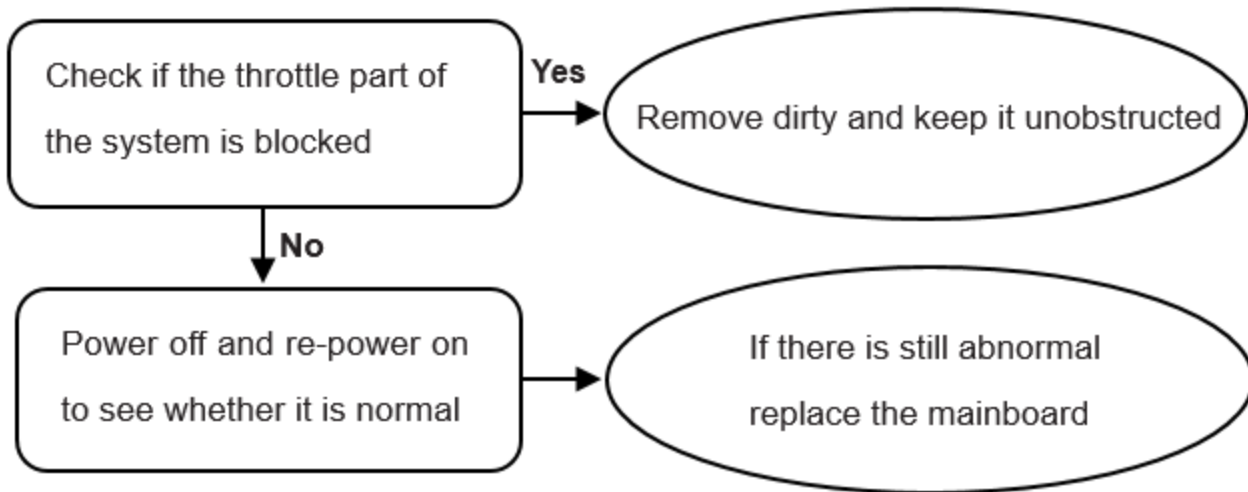 Check if the throttle part of
the system is blocked
Yes
Remove dirty and keep it unobstructed
No
Power off and re-power on
to see whether it is normal
If there is still abnormal
replace the mainboard